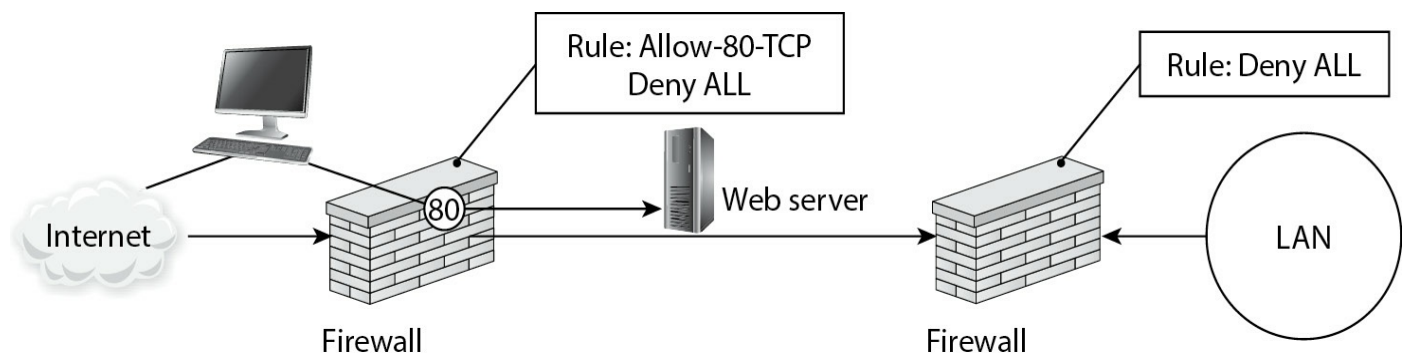 Rule: Allow-80-TCP
Deny ALL
Rule: Deny ALL
Internet
80
Web server
LAN
Firewall
Firewall